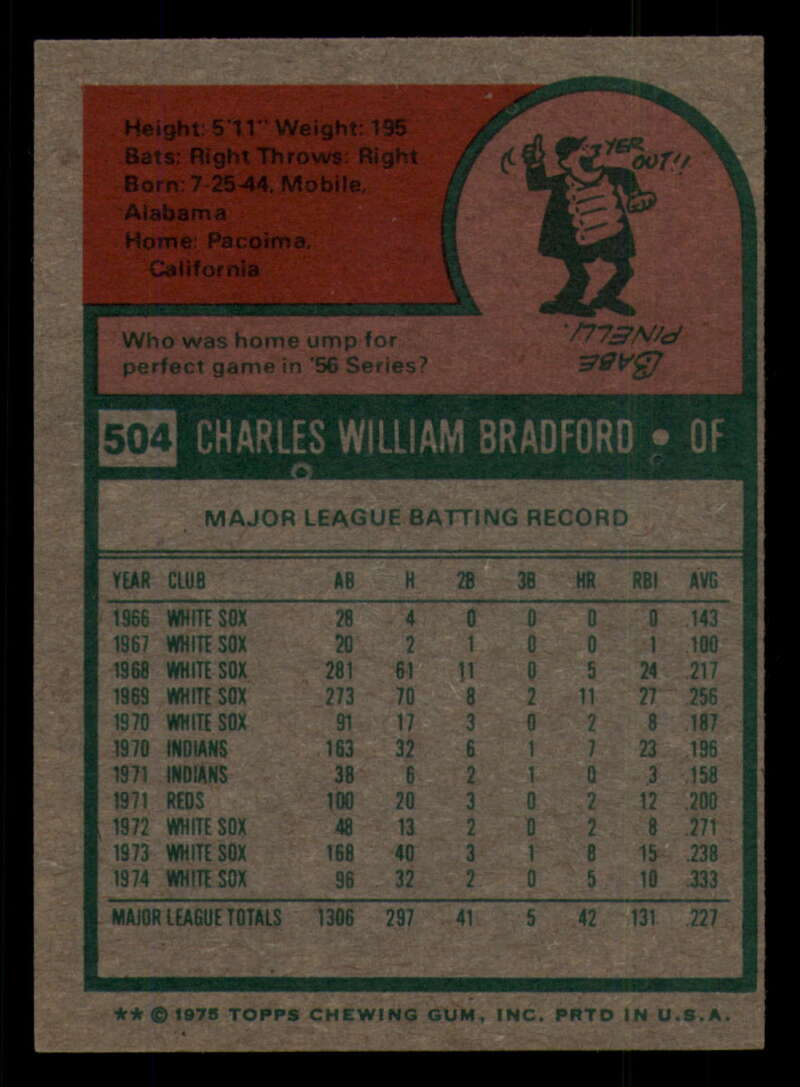 Height: 5'11" Weight: 195
Bats: Right Throws: Right
Born: 7-25-44, Mobile,
Alabama
Home: Pacoima,
California
YER
OUT!!
Who was home ump for
perfect game in '56 Series?
BABE
PINELLI.
504 CHARLES WILLIAM BRADFORD • OF
MAJOR LEAGUE BATTING RECORD
YEAR CLUB AB H 2B 3B HR RBI AVG
1966 WHITE SOX 28 4 0 0 0 0 .143
1967 WHITE SOX 20 2 1 0 0 1 .100
1968 WHITE SOX 281 61 11 0 5 24 .217
1969 WHITE SOX 273 70 8 2 11 27 .256
1970 WHITE SOX 91 17 3 0 2 8 .187
1970 INDIANS 163 32 6 1 7 23 .196
1971 INDIANS 38 6 2 1 0 3 .158
1971 REDS 100 20 3 0 2 12 .200
1972 WHITE SOX 48 13 2 0 2 8 .271
1973 WHITE SOX 168 40 3 1 8 15 .238
1974 WHITE SOX 96 32 2 0 5 10 .333
MAJOR LEAGUE TOTALS 1306 297 41 5 42 131 .227
** © 1975 TOPPS CHEWING GUM, INC. PRTD IN U.S.A.